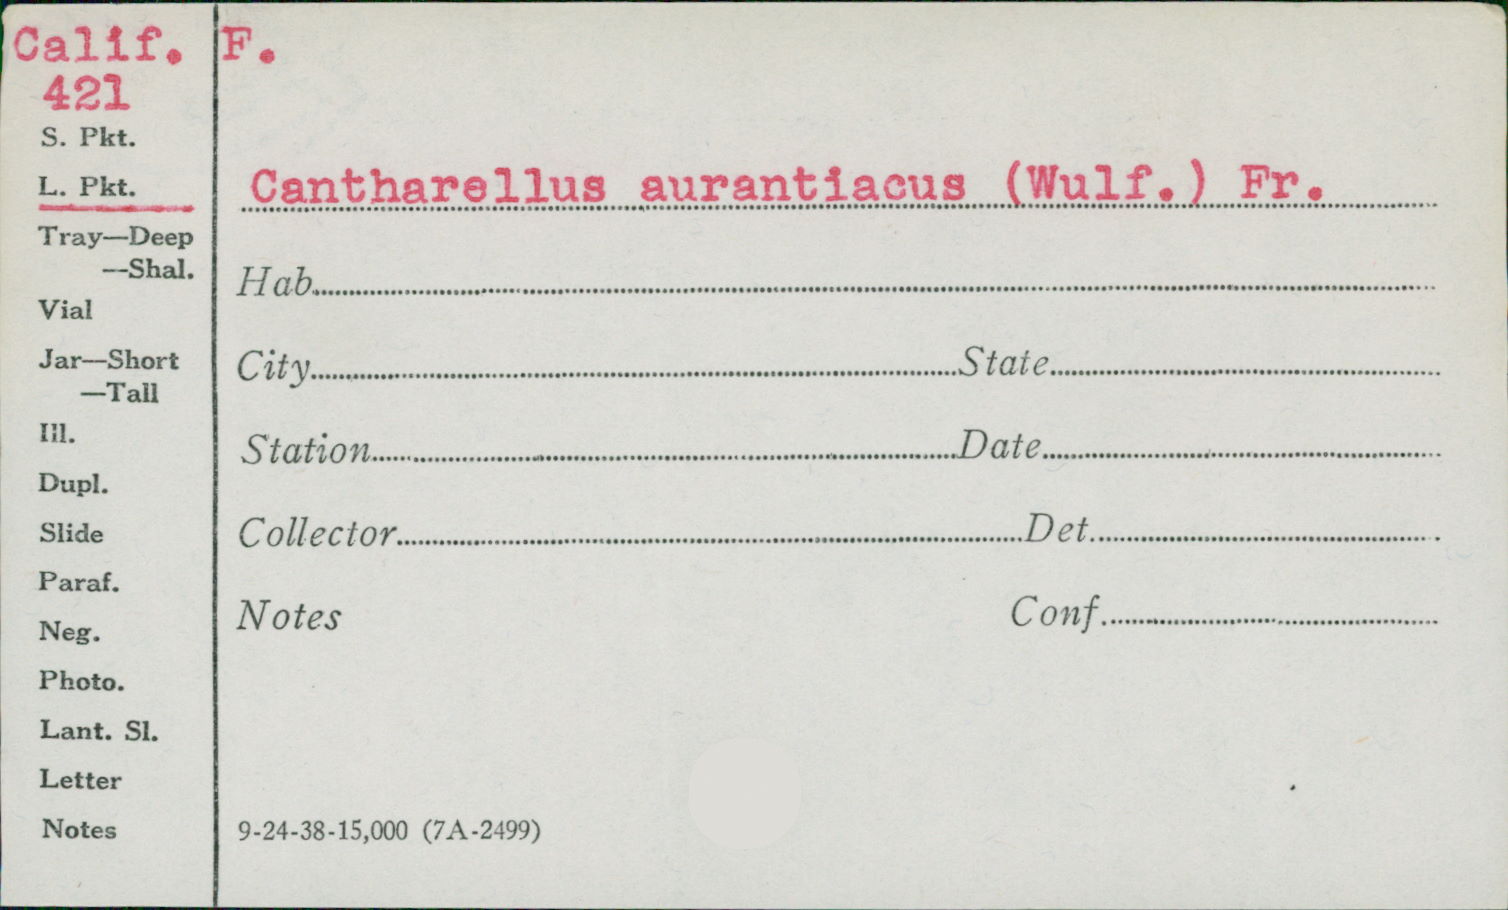 Calif. F.
421
S. Pkt.
L. Pkt.
Cantharellus aurantiacus (Wulf.) Fr.
Tray—Deep
—Shal.
Hab.
Vial
Jar—Short
—Tall
City State
Ill.
Station Date
Dupl.
Slide
Collector Det.
Paraf.
Neg.
Notes Conf.
Photo.
Lant. Sl.
Letter
Notes
9-24-38-15,000 (7A-2499)